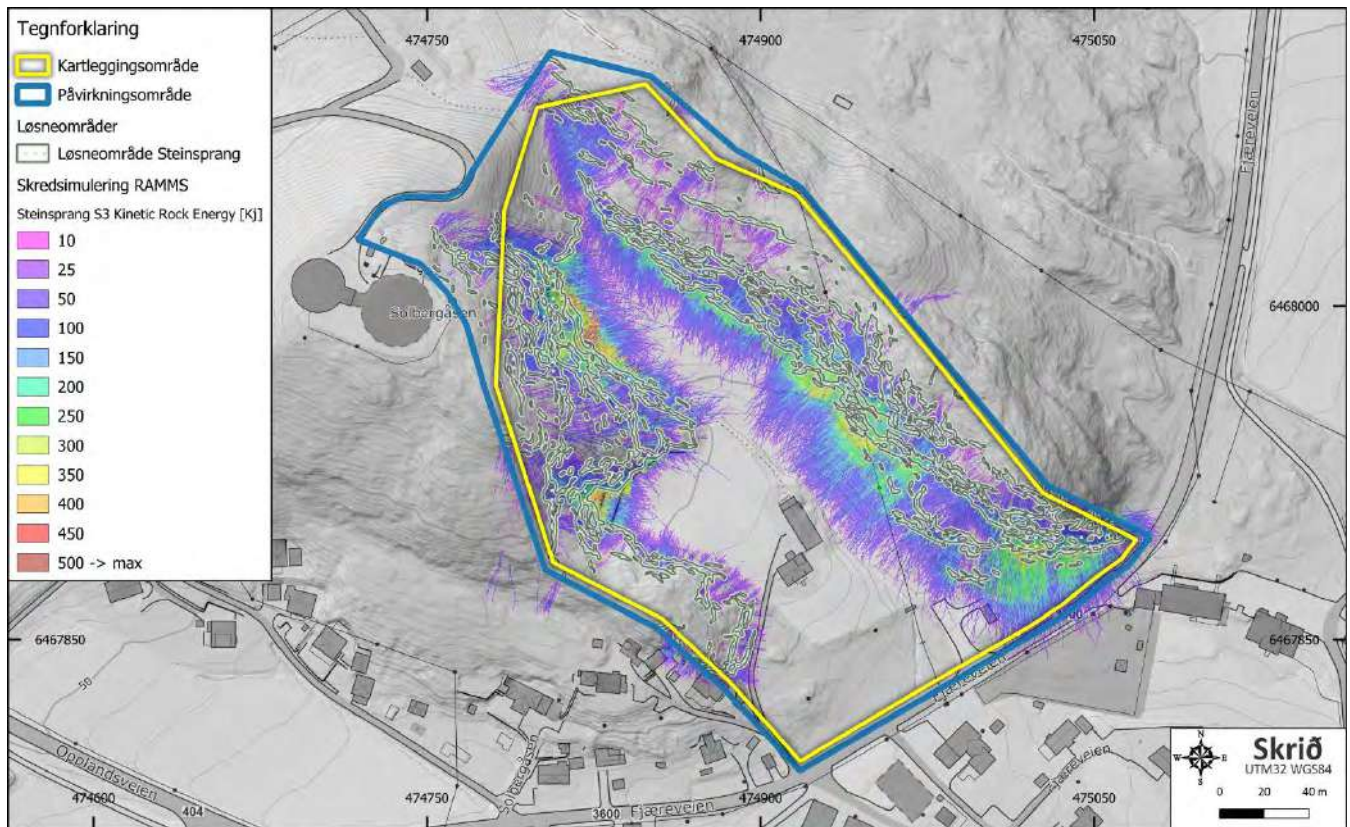 Tegnforklaring
Kartleggingsområde
Påvirkningsområde
Løsneområder
Løsneområde Steinsprang
Skredsimulering RAMMS
Steinsprang S3 Kinetic Rock Energy [Kj]
10
25
50
100
150
200
250
300
350
400
450
500 -> max
474750
474900
475050
Fjæreveien
6468000
Solbergåsen
6467850
6467850
50
Fjæreveien
Opplandsveien
404
Solbergåsen
3600
Fjæreveien
Fjæreveien
474600
474750
474900
475050
N
W
E
S
Skrið
UTM32 WGS84
0 20 40 m